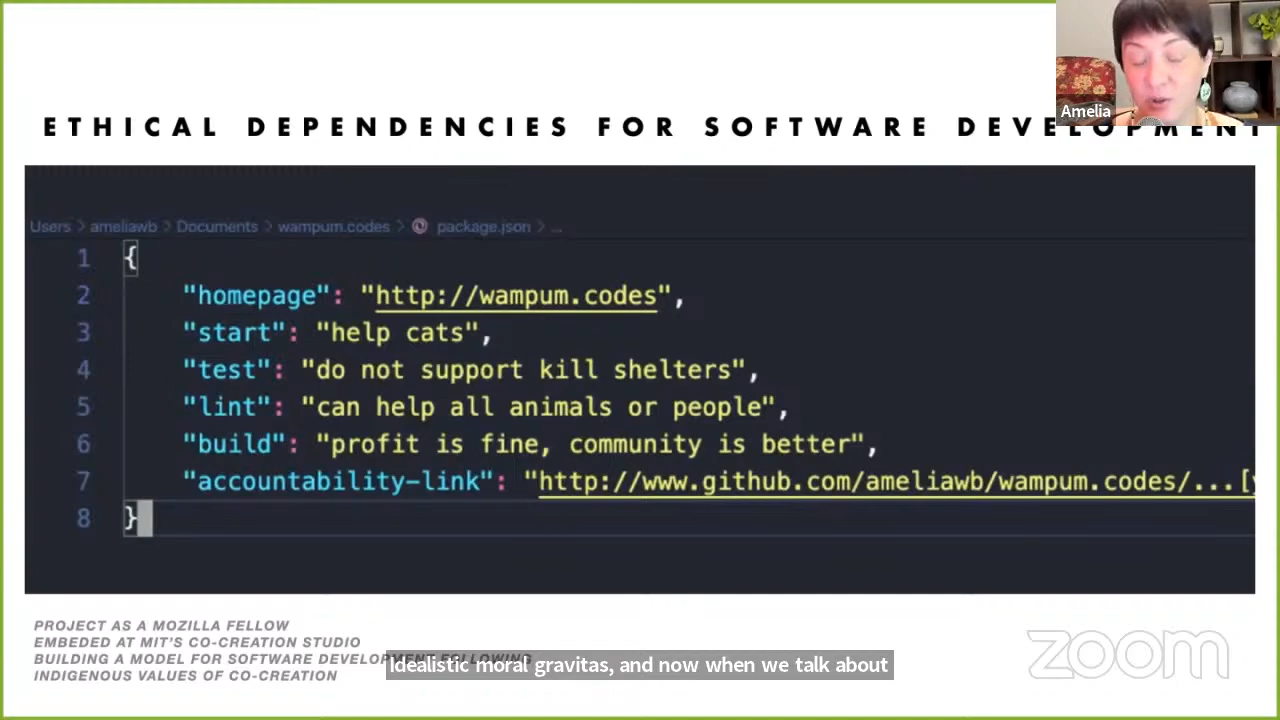 Amelia
ETHICAL DEPENDENCIES FOR SOFTWARE DEVELOPMENT
Users > ameliawb > Documents > wampum.codes > package.json > ...
1 {
2 "homepage": "http://wampum.codes",
3 "start": "help cats",
4 "test": "do not support kill shelters",
5 "lint": "can help all animals or people",
6 "build": "profit is fine, community is better",
7 "accountability-link": "http://www.github.com/ameliawb/wampum.codes/...[y
8 }
PROJECT AS A MOZILLA FELLOW
EMBEDED AT MIT'S CO-CREATION STUDIO
BUILDING A MODEL FOR SOFTWARE DEVELOPMENT FOLLOWING
INDIGENOUS VALUES OF CO-CREATION
Idealistic moral gravitas, and now when we talk about
zoom